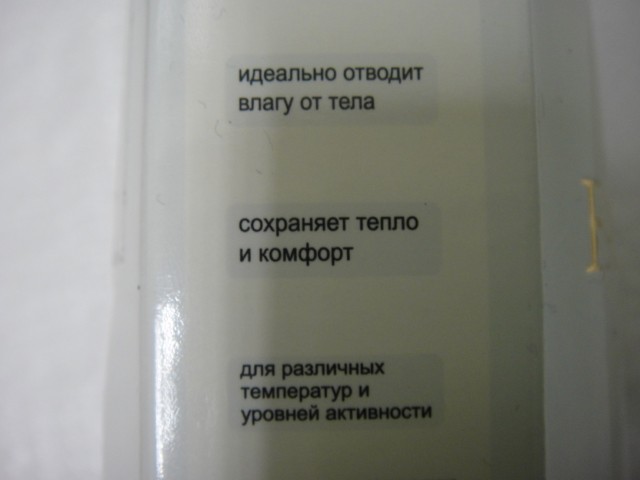 идеально отводит
влагу от тела
сохраняет тепло
и комфорт
для различных
температур и
уровней активности